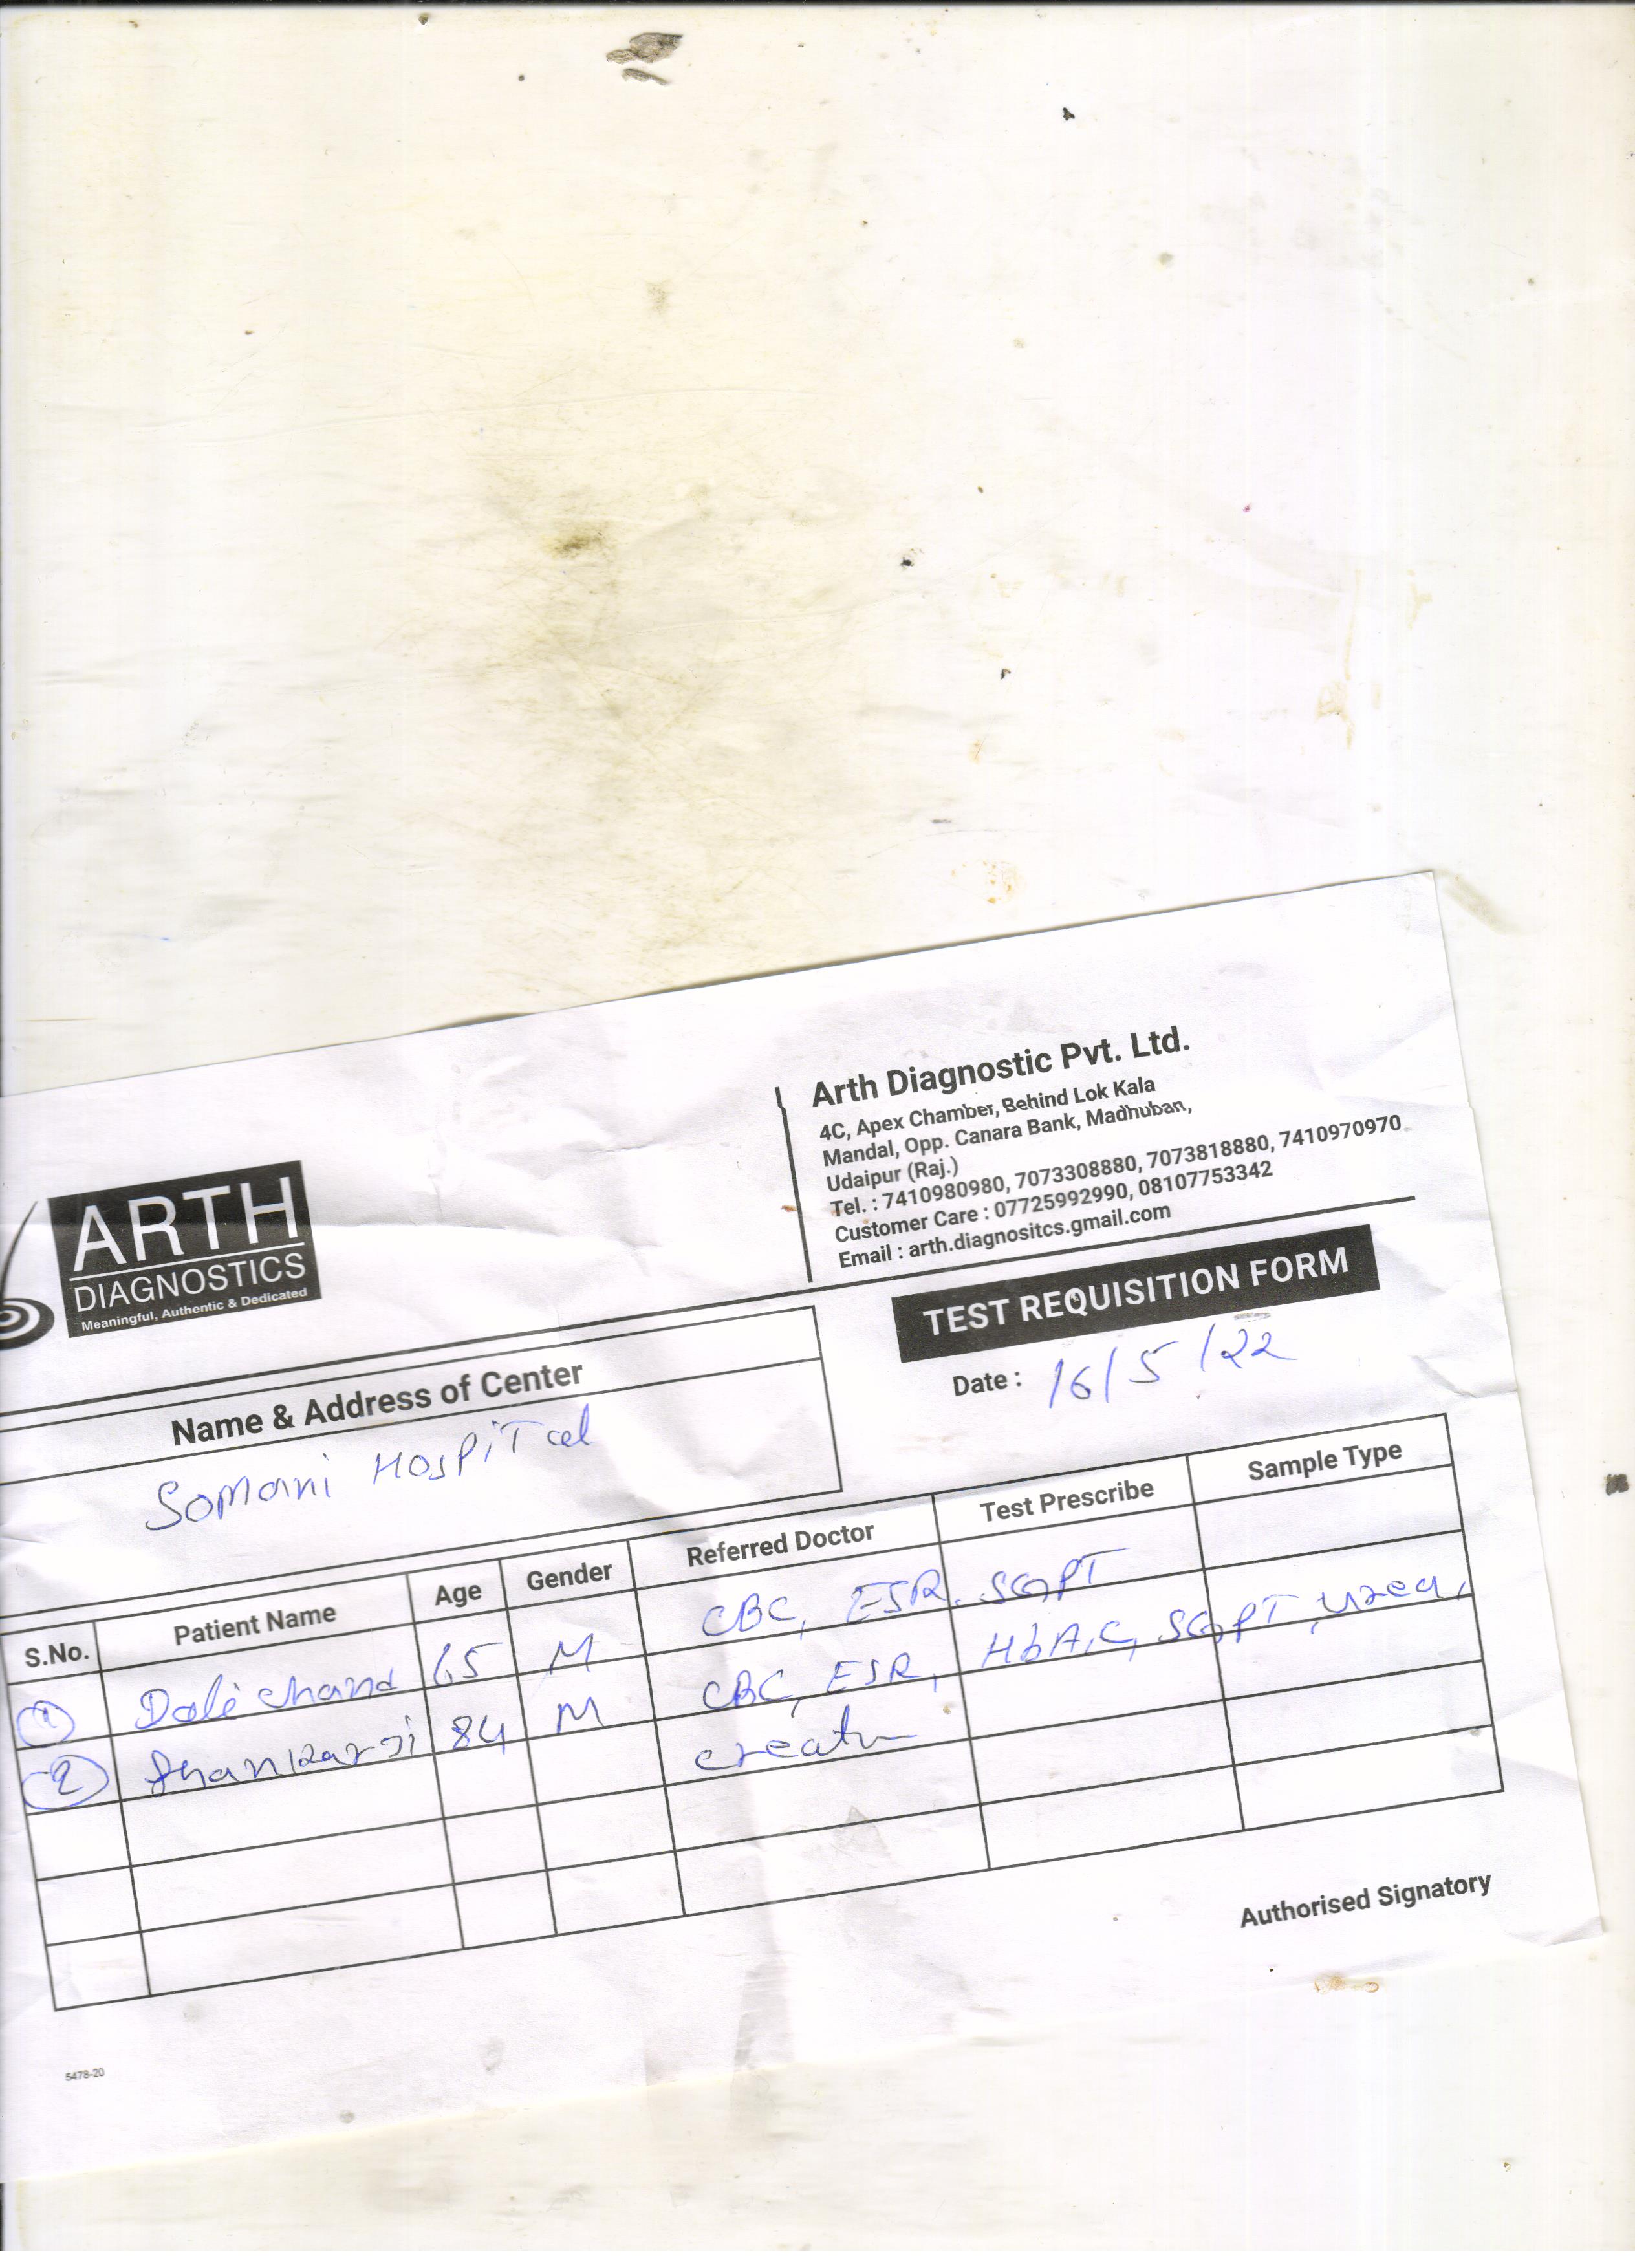 Arth Diagnostic Pvt. Ltd.
4C, Apex Chamber, Behind Lok Kala
Mandal, Opp. Canara Bank, Madhuban,
Udaipur (Raj.)
Tel. : 7410980980, 7073308880, 7073818880, 7410970970
Customer Care : 07725992990, 08107753342
Email : arth.diagnositcs.gmail.com
ARTH
DIAGNOSTICS
Meaningful, Authentic & Dedicated
TEST REQUISITION FORM
Date : 16/5/22
Name & Address of Center
Somani Hospital
S.No. Patient Name Age Gender Referred Doctor Test Prescribe Sample Type
1 Dali chand 65 M CBC, ESR, SGPT
2 Shankarji 84 M CBC, ESR, HbA1C, SGPT, urea,
creatn
Authorised Signatory
5478-20